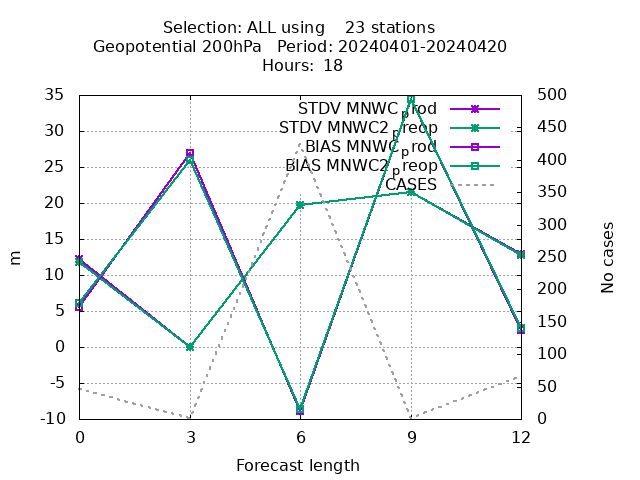 Selection: ALL using    23 stations
Geopotential 200hPa   Period: 20240401-20240420
Hours: 18
STDV MNWC_prod
STDV MNWC2_preop
BIAS MNWC_prod
BIAS MNWC2_preop
CASES
35
30
25
20
15
10
5
0
-5
-10
m
500
450
400
350
300
250
200
150
100
50
0
No cases
0 3 6 9 12
Forecast length